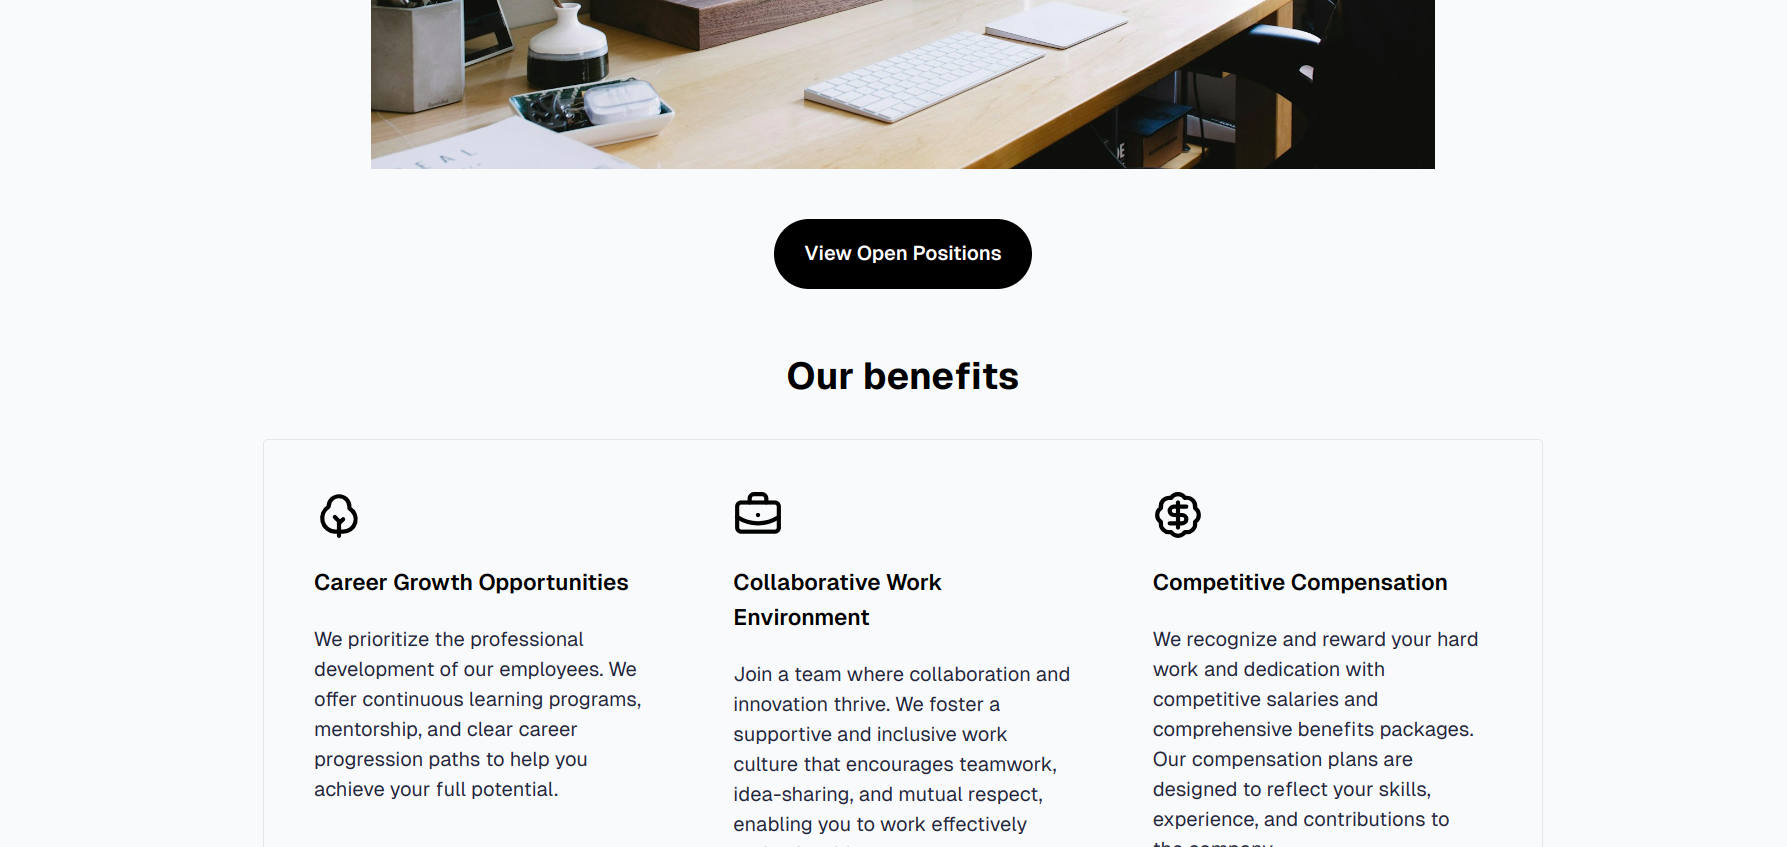 EAL
View Open Positions
Our benefits
Career Growth Opportunities
We prioritize the professional
development of our employees. We
offer continuous learning programs,
mentorship, and clear career
progression paths to help you
achieve your full potential.
Collaborative Work
Environment
Join a team where collaboration and
innovation thrive. We foster a
supportive and inclusive work
culture that encourages teamwork,
idea-sharing, and mutual respect,
enabling you to work effectively
Competitive Compensation
We recognize and reward your hard
work and dedication with
competitive salaries and
comprehensive benefits packages.
Our compensation plans are
designed to reflect your skills,
experience, and contributions to
the company